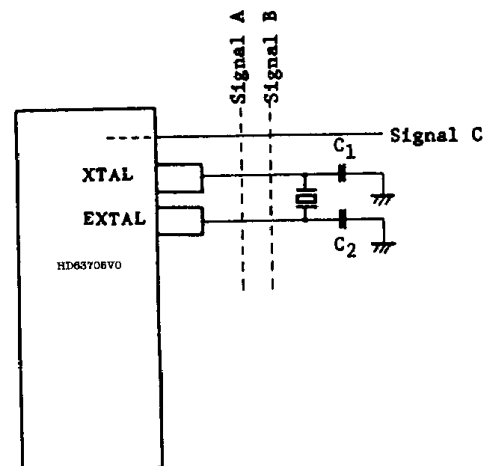 Signal A
Signal B
Signal C
C1
XTAL
EXTAL
C2
HD63705V0